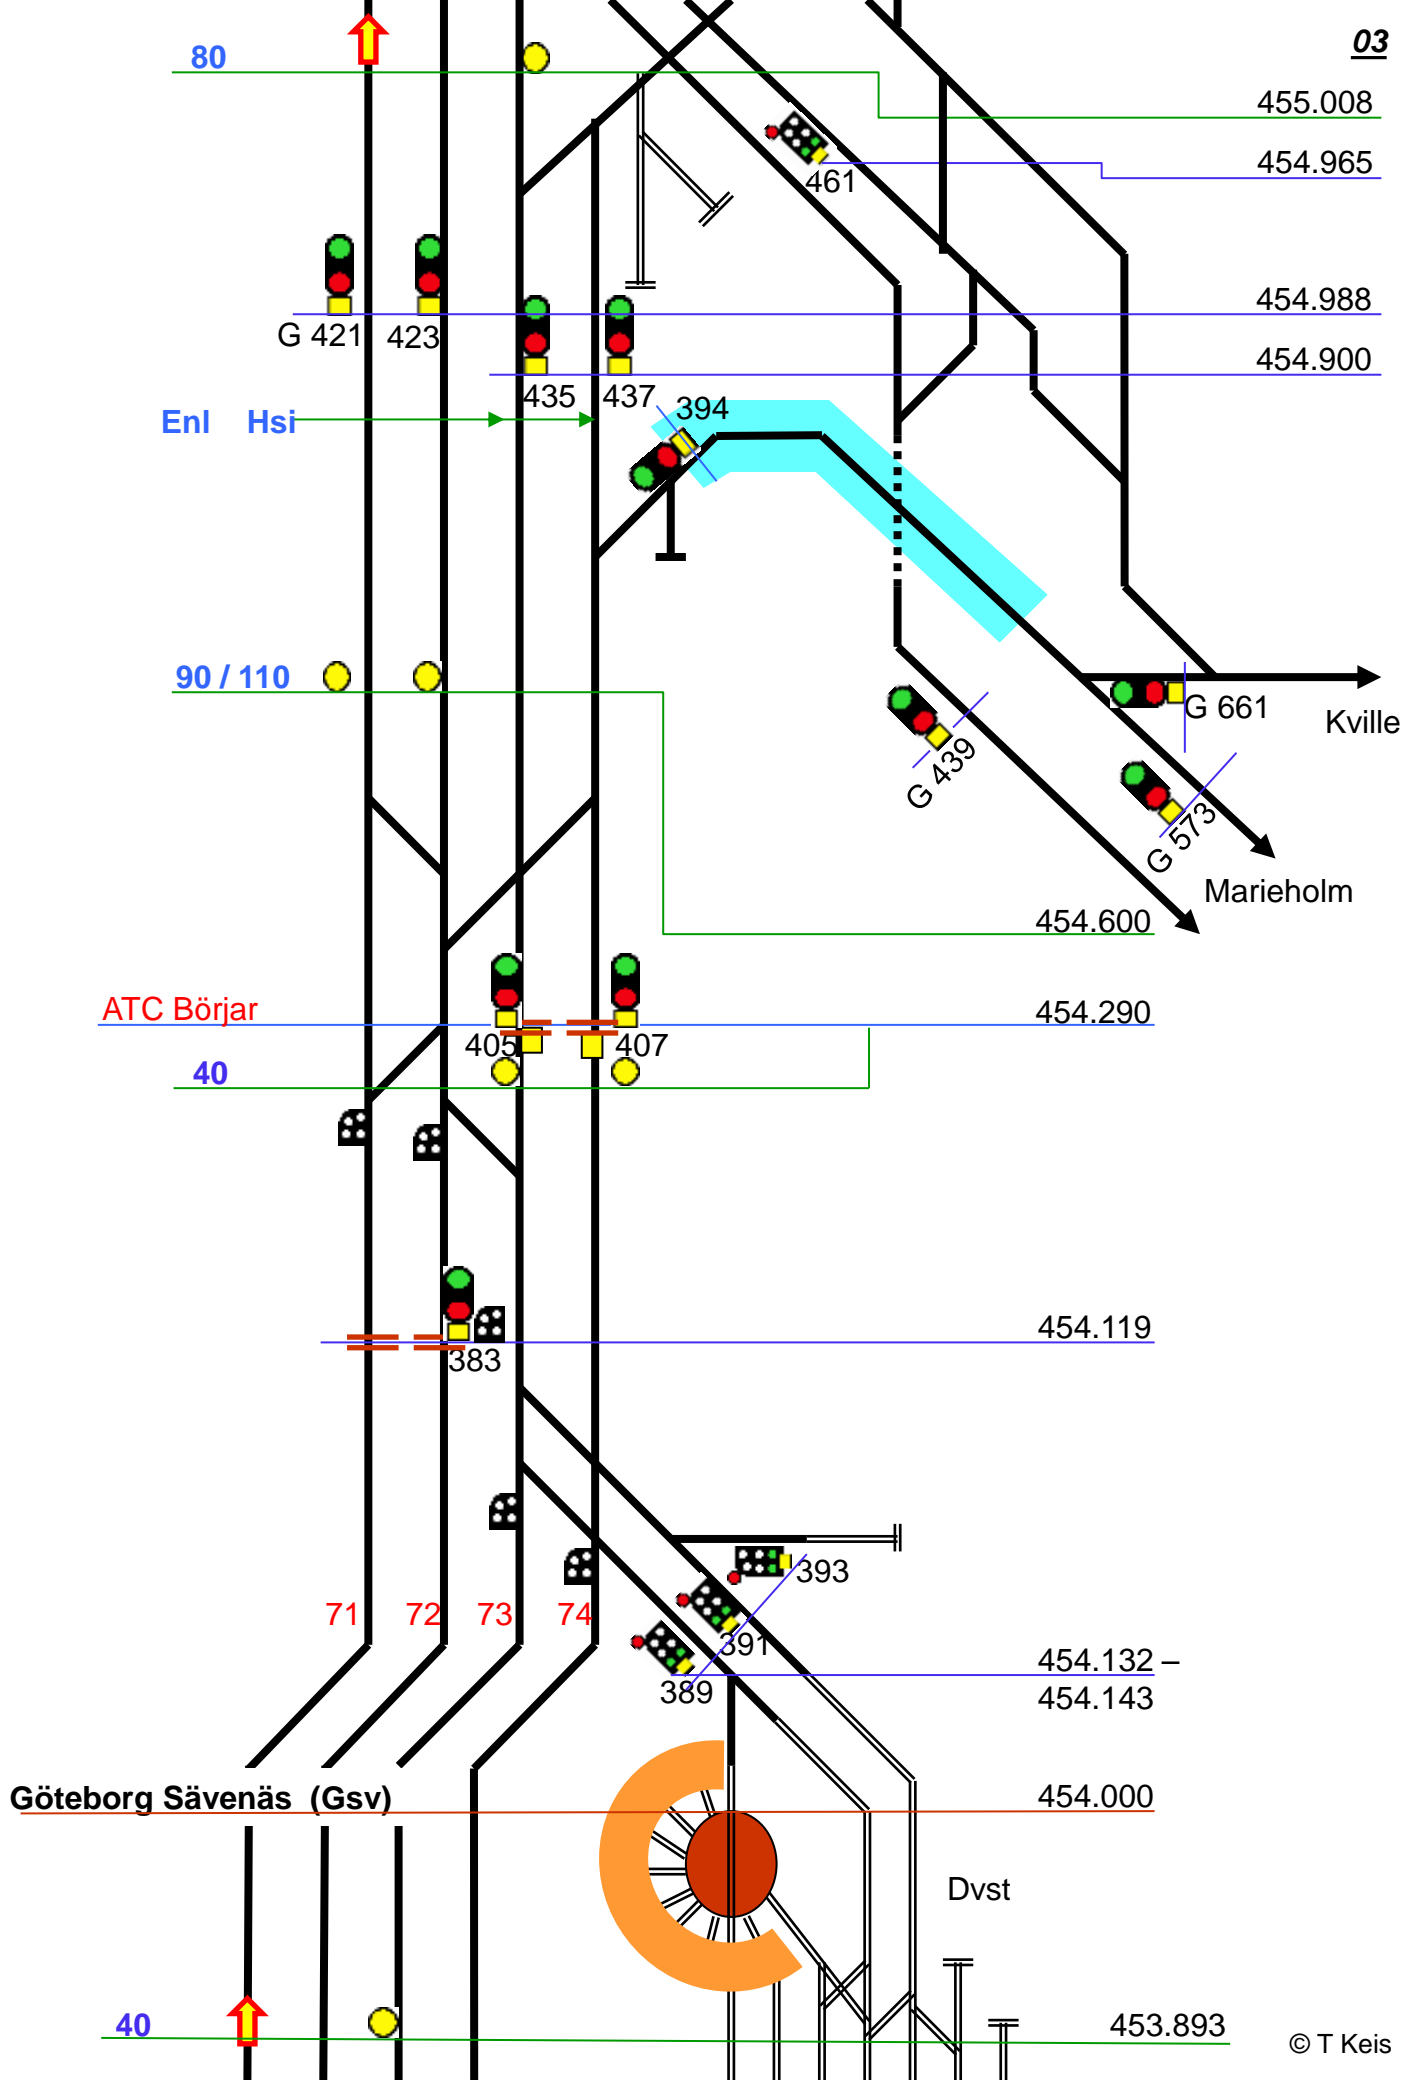 03
80
455.008
454.965
461
454.988
G 421 423
454.900
435 437
394
Enl Hsi
90 / 110
G 661
Kville
G 439
G 573
Marieholm
454.600
ATC Börjar
454.290
405 407
40
454.119
383
393
71 72 73 74
391
454.132 –
389
454.143
Göteborg Sävenäs (Gsv)
454.000
Dvst
40
453.893
© T Keis